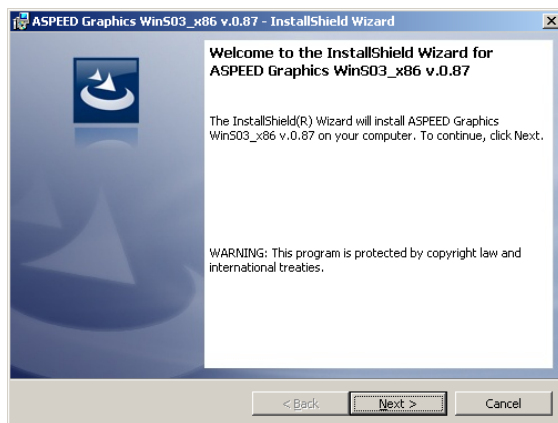 ASPEED Graphics WinS03_x86 v.0.87 - InstallShield Wizard
Welcome to the InstallShield Wizard for
ASPEED Graphics WinS03_x86 v.0.87
The InstallShield(R) Wizard will install ASPEED Graphics
WinS03_x86 v.0.87 on your computer. To continue, click Next.
WARNING: This program is protected by copyright law and
international treaties.
< Back
Next >
Cancel